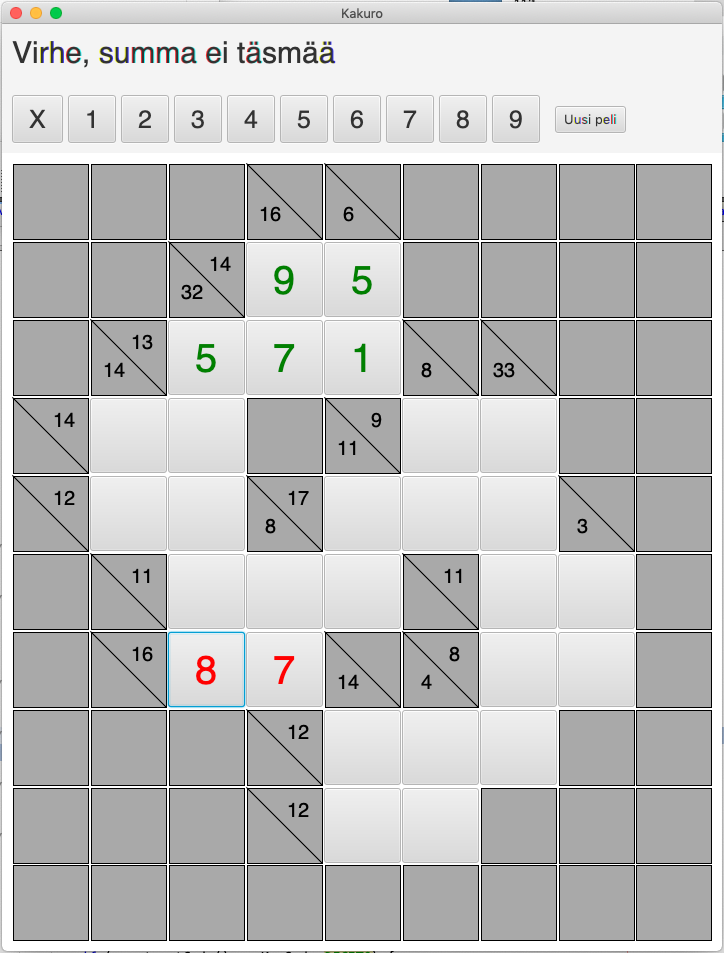 Kakuro
Virhe, summa ei täsmää
X 1 2 3 4 5 6 7 8 9 Uusi peli
16 6
14 32 9 5
13 14 5 7 1 8 33
14 9 11
12 17 8 3
11 11
16 8 7 14 8 4
12
12